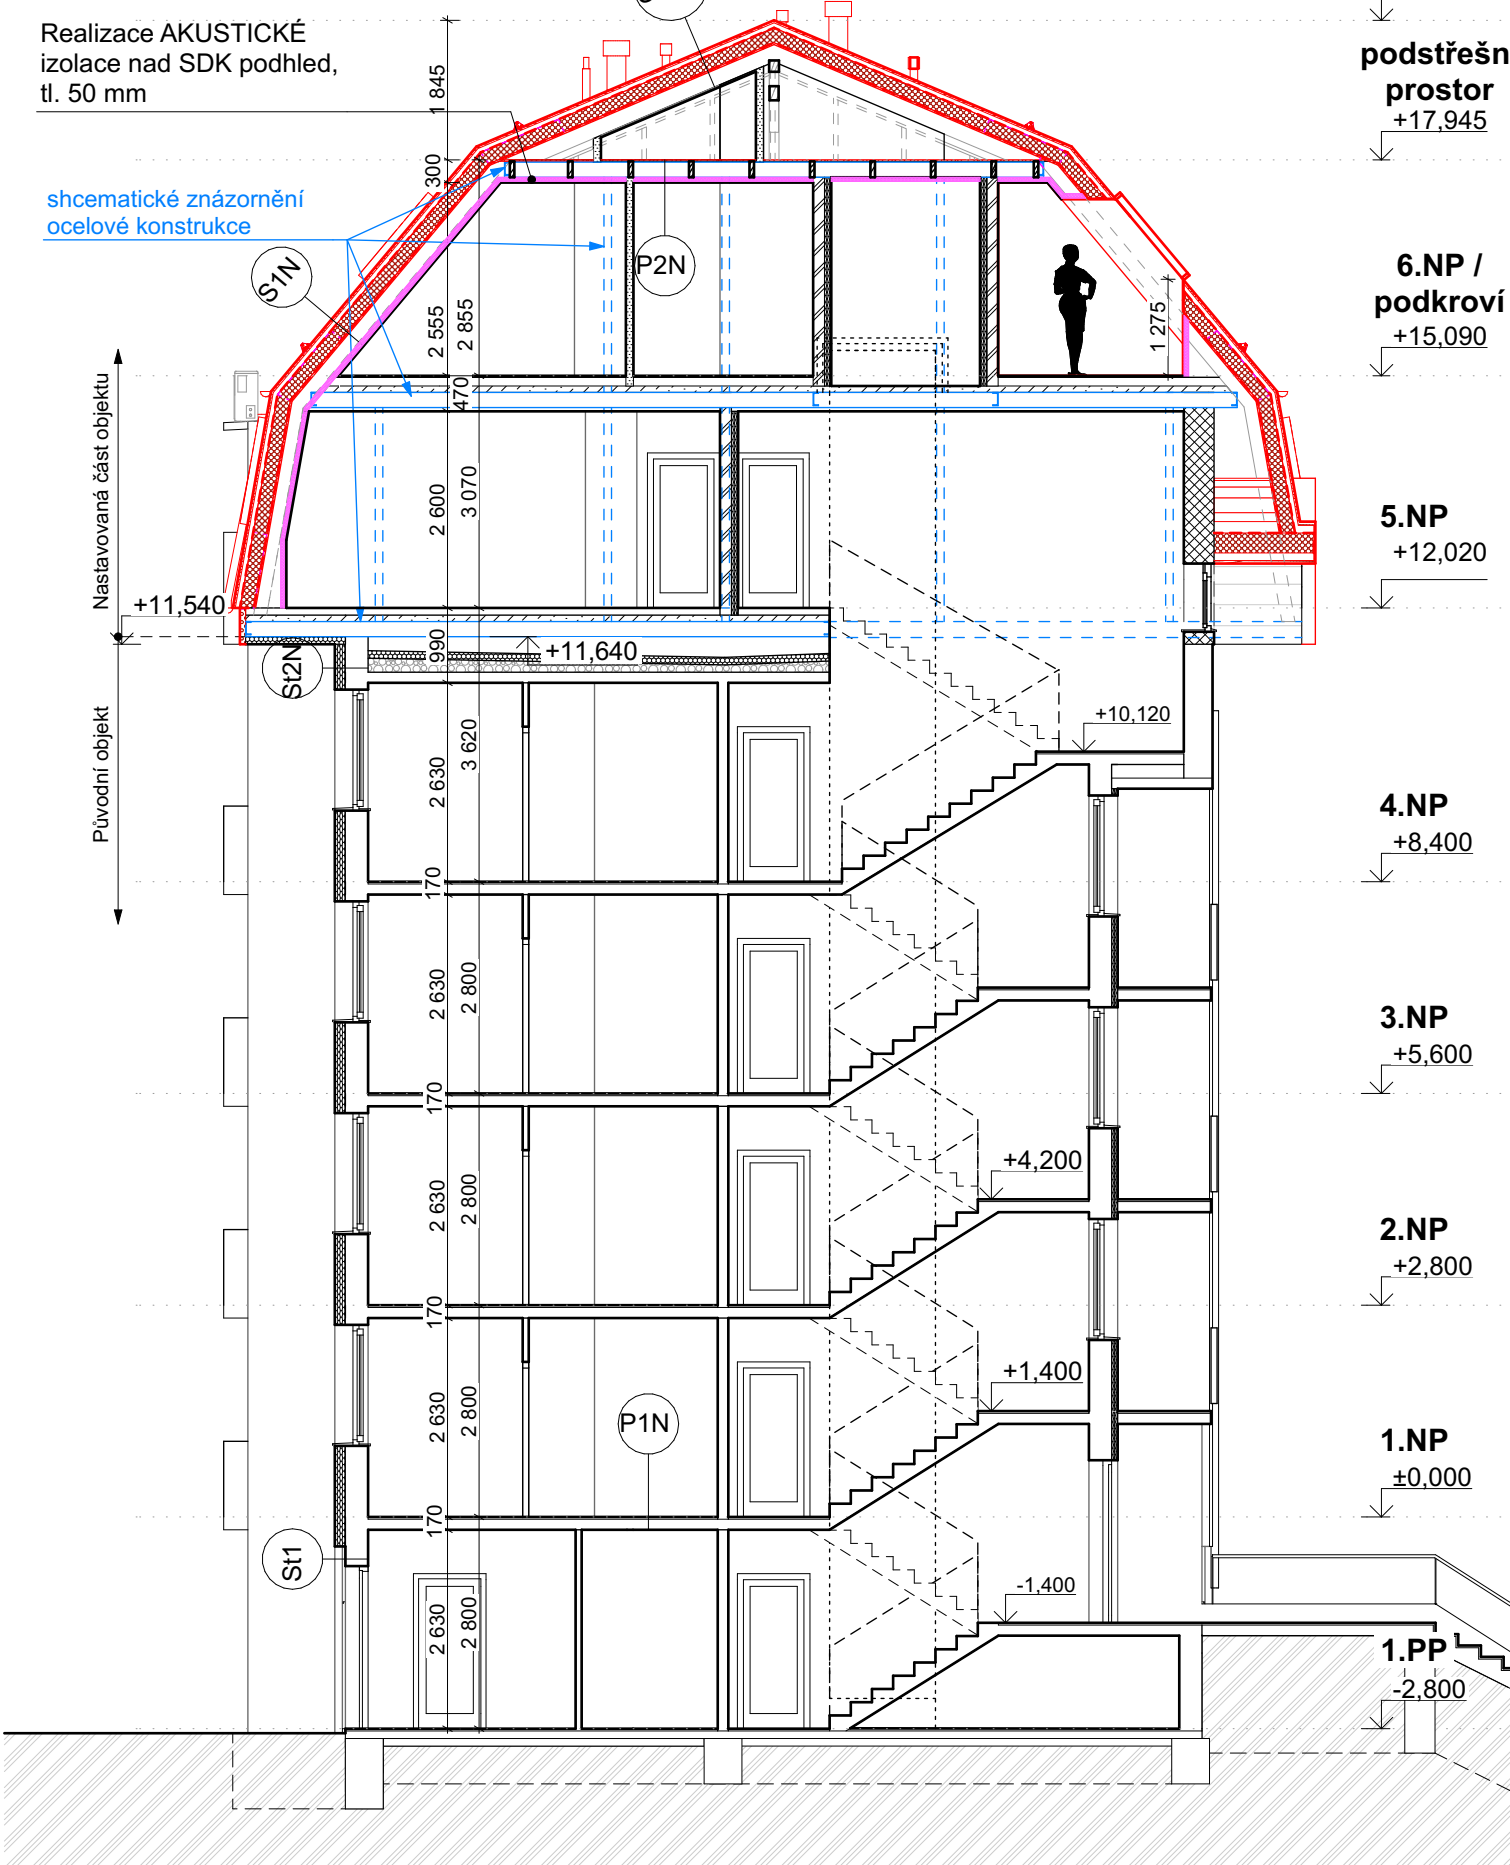 Realizace AKUSTICKÉ
izolace nad SDK podhled,
tl. 50 mm
shcematické znázornění
ocelové konstrukce
S1N
P2N
Nastavovaná část objektu
Původní objekt
+11,540
+11,640
St2N
+10,120
+4,200
+1,400
-1,400
P1N
St1
1 845
300
2 555
2 855
1 275
470
2 600
3 070
990
3 620
2 630
170
2 630
2 800
170
2 630
2 800
170
2 630
2 800
170
2 630
2 800
podstřešn
prostor
+17,945
6.NP /
podkroví
+15,090
5.NP
+12,020
4.NP
+8,400
3.NP
+5,600
2.NP
+2,800
1.NP
±0,000
1.PP
-2,800